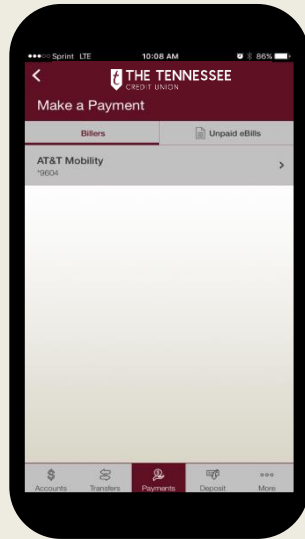 Sprint LTE 10:08 AM 86%
t THE TENNESSEE
CREDIT UNION
Make a Payment
Billers Unpaid eBills
AT&T Mobility
*9604
Accounts Transfers Payments Deposit More